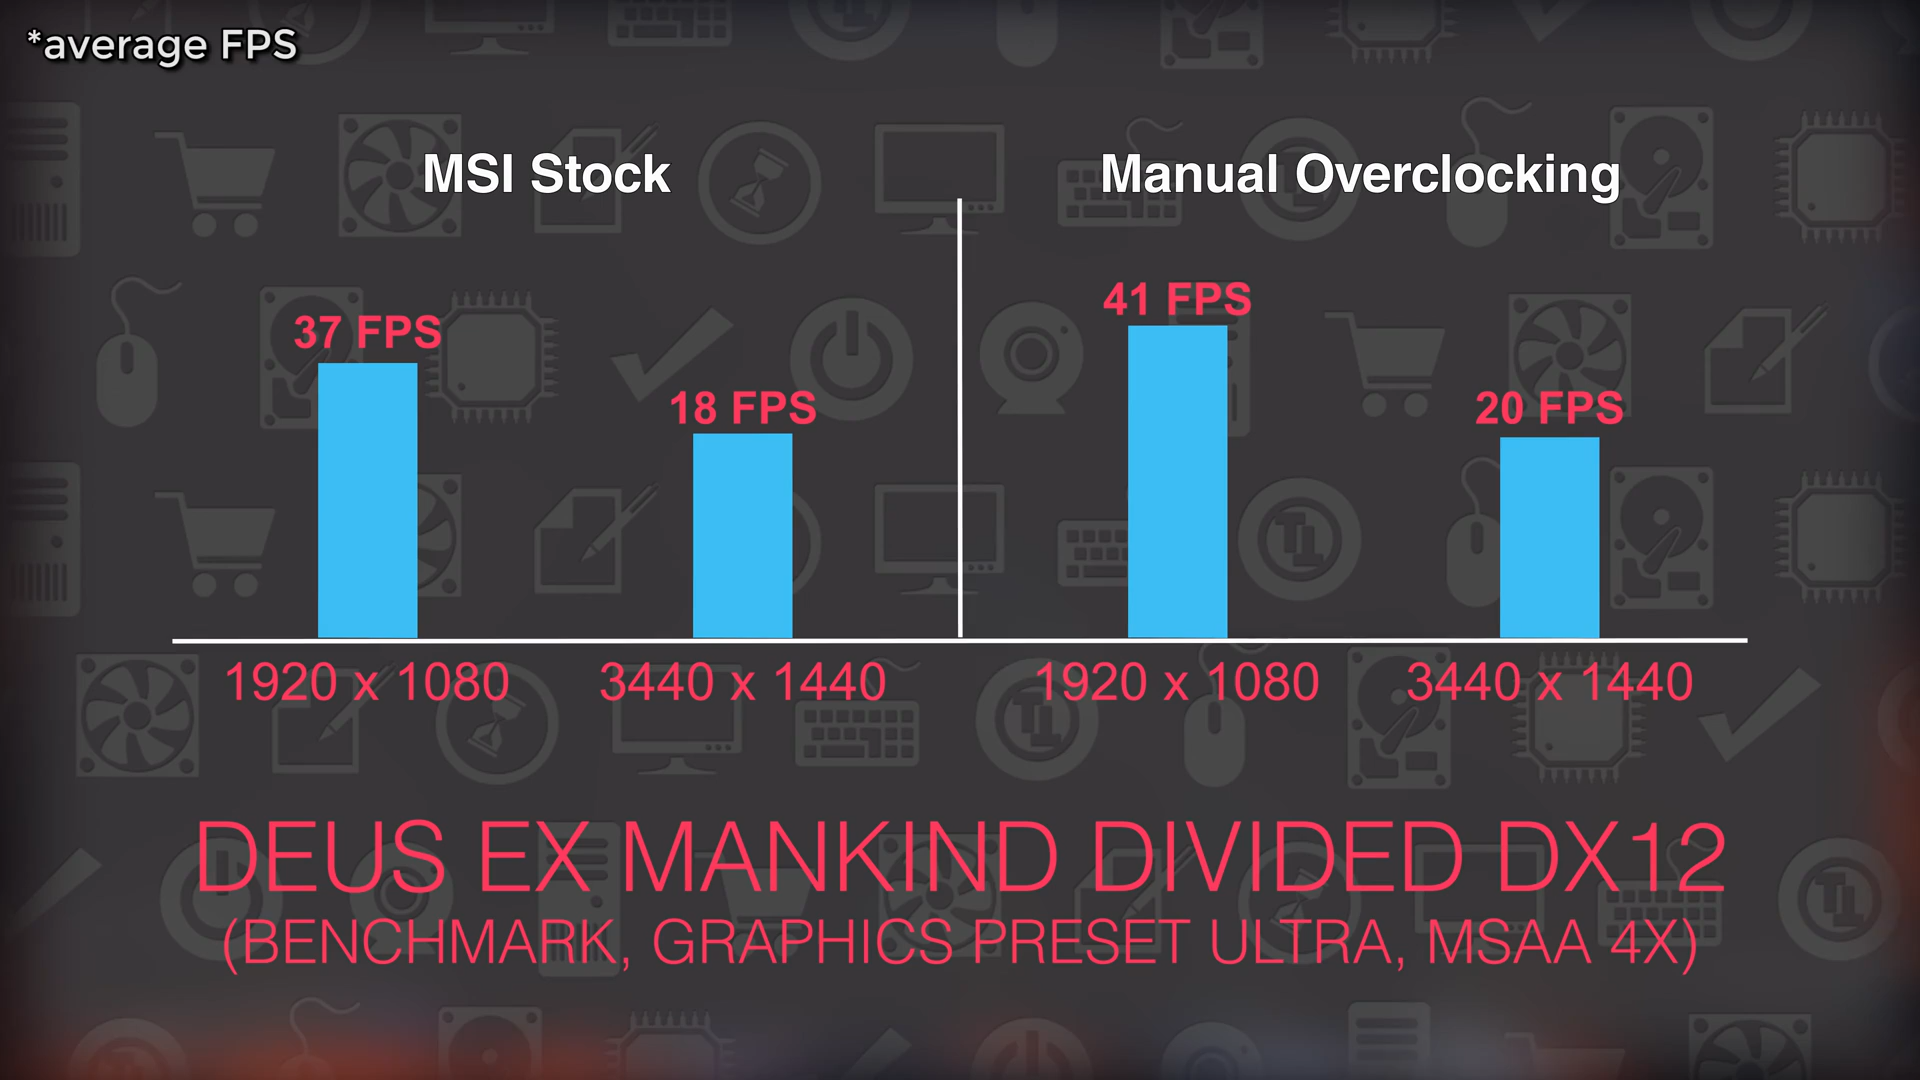 *average FPS
MSI Stock
Manual Overclocking
37 FPS
18 FPS
41 FPS
20 FPS
1920 x 1080
3440 x 1440
1920 x 1080
3440 x 1440
DEUS EX MANKIND DIVIDED DX12
(BENCHMARK, GRAPHICS PRESET ULTRA, MSAA 4X)